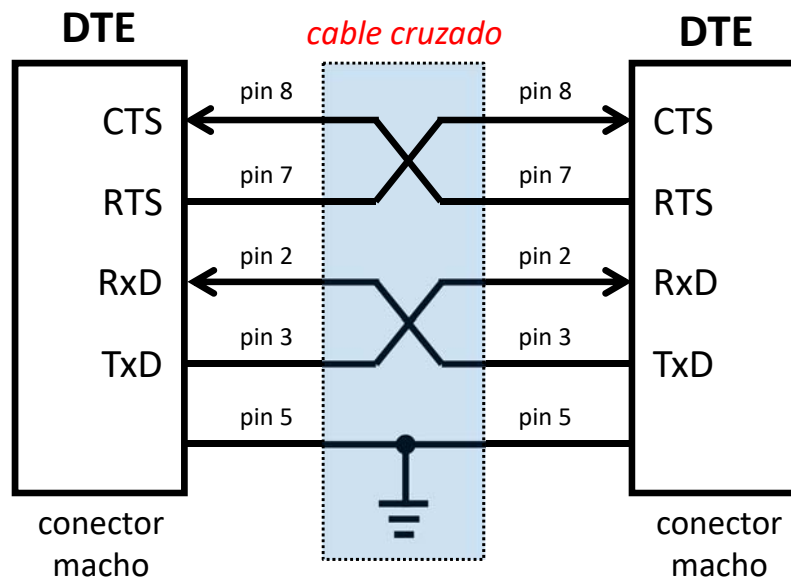 DTE
cable cruzado
DTE
pin 8
pin 8
CTS
CTS
pin 7
pin 7
RTS
RTS
pin 2
pin 2
RxD
RxD
pin 3
pin 3
TxD
TxD
pin 5
pin 5
conector
macho
conector
macho